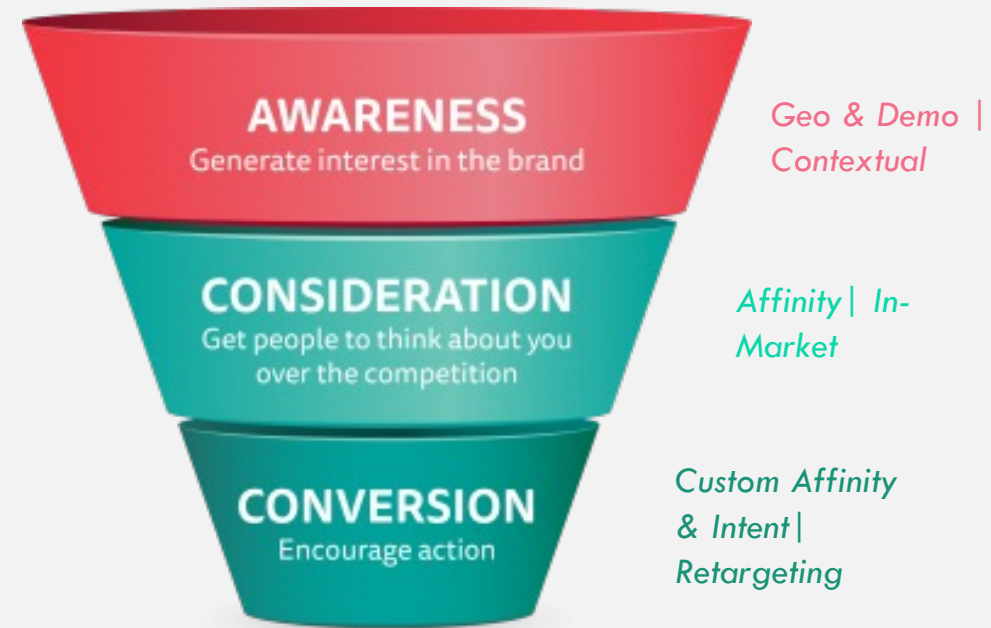 AWARENESS
Generate interest in the brand
Geo & Demo |
Contextual
CONSIDERATION
Get people to think about you
over the competition
Affinity| In-
Market
CONVERSION
Encourage action
Custom Affinity
& Intent|
Retargeting